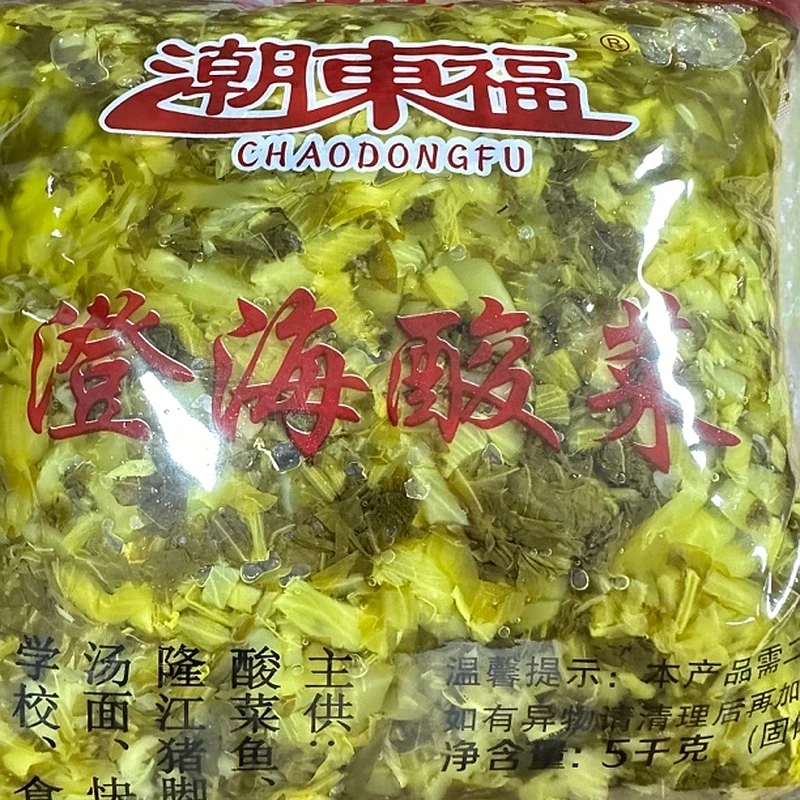 潮東福®
CHAODONGFU
澄海酸菜
主供:
酸菜鱼、
隆江猪脚
汤面、快
学校、食
温馨提示:本产品需二
如有异物请清理后再加
净含量:5千克 (固